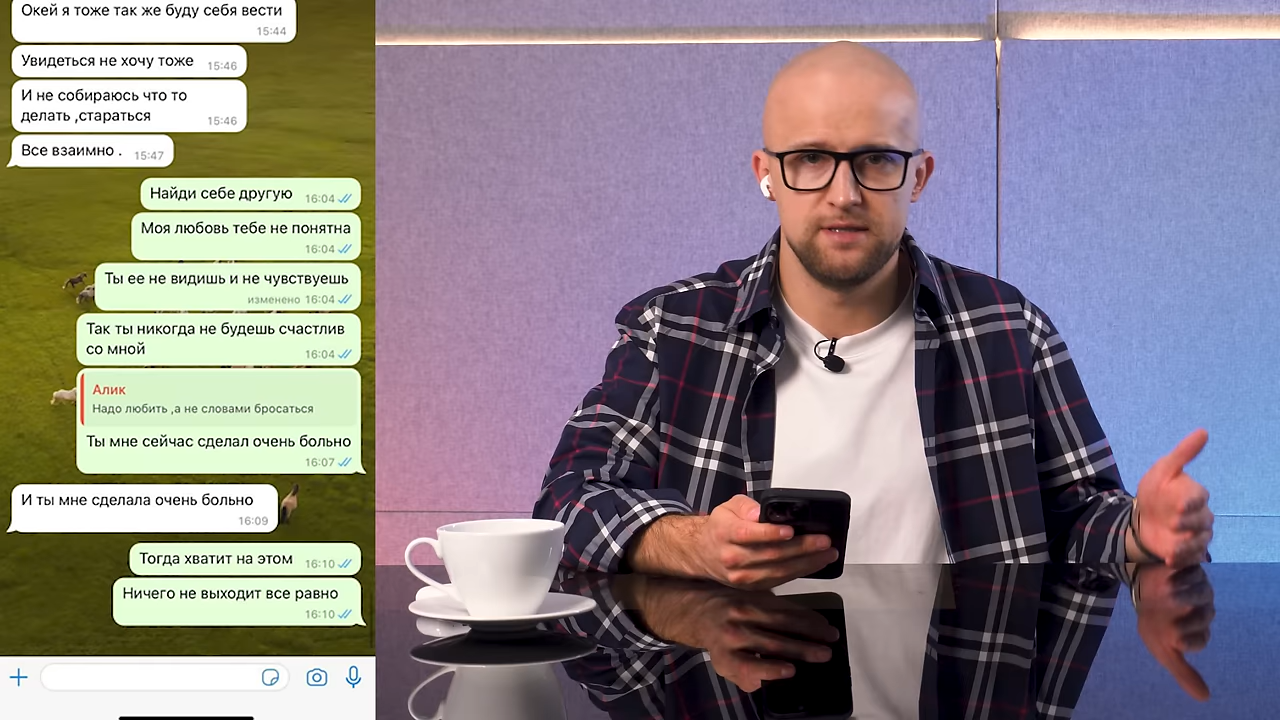 Окей я тоже так же буду себя вести
15:44
Увидеться не хочу тоже 15:46
И не собираюсь что то
делать ,стараться
15:46
Все взаимно . 15:47
Найди себе другую 16:04
Моя любовь тебе не понятна
16:04
Ты ее не видишь и не чувствуешь
изменено 16:04
Так ты никогда не будешь счастлив
со мной 16:04
Алик
Надо любить ,а не словами бросаться
Ты мне сейчас сделал очень больно
16:07
И ты мне сделала очень больно
16:09
Тогда хватит на этом 16:10
Ничего не выходит все равно
16:10